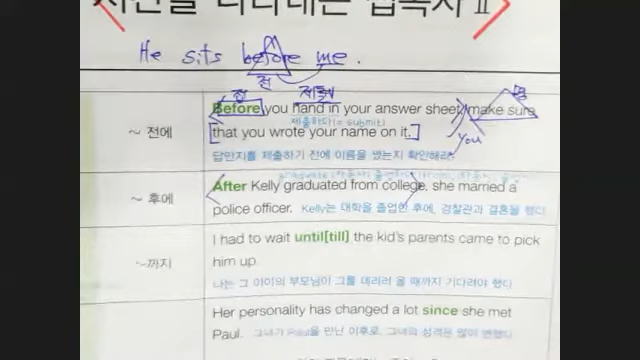 시간을 나타내는 접속사 II
He sits before me.
전
접 제출
Before you hand in your answer sheet, make sure
제출하다(= submit)
~ 전에
[that you wrote your name on it.]
you
답안지를 제출하기 전에 이름을 썼는지 확인해라.
After Kelly graduated from college, she married a
~ 후에
police officer. Kelly는 대학을 졸업한 후에, 경찰관과 결혼을 했다
I had to wait until[till] the kid's parents came to pick
~까지
him up
나는 그 아이의 부모님이 그를 데리러 올 때까지 기다려야 했다
Her personality has changed a lot since she met
Paul. 그녀가 Paul을 만난 이후로, 그녀의 성격은 많이 변했다